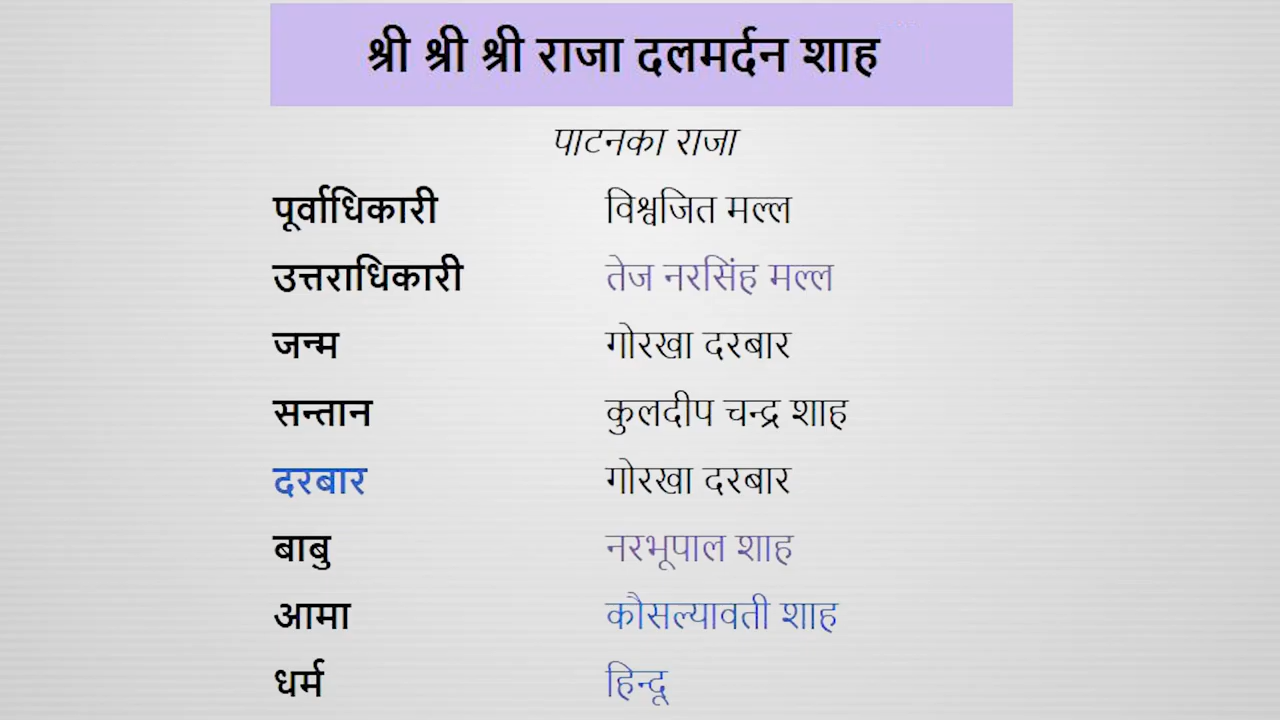 श्री श्री श्री राजा दलमर्दन शाह
पाटनका राजा
पूर्वाधिकारी विश्वजित मल्ल
उत्तराधिकारी तेज नरसिंह मल्ल
जन्म गोरखा दरबार
सन्तान कुलदीप चन्द्र शाह
दरबार गोरखा दरबार
बाबु नरभूपाल शाह
आमा कौसल्यावती शाह
धर्म हिन्दू